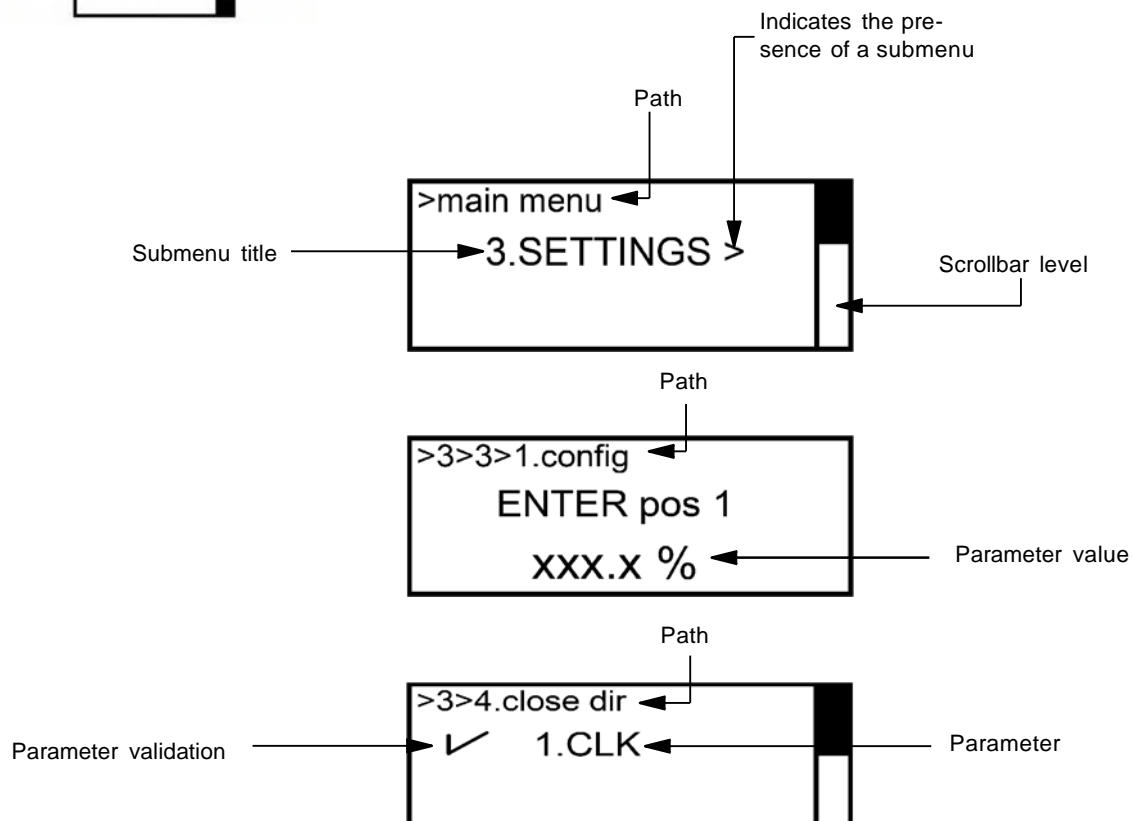 Indicates the pre-
sence of a submenu
Path
>main menu
Submenu title
3.SETTINGS >
Scrollbar level
Path
>3>3>1.config
ENTER pos 1
xxx.x %
Parameter value
Path
>3>4.close dir
Parameter validation
✓ 1.CLK
Parameter